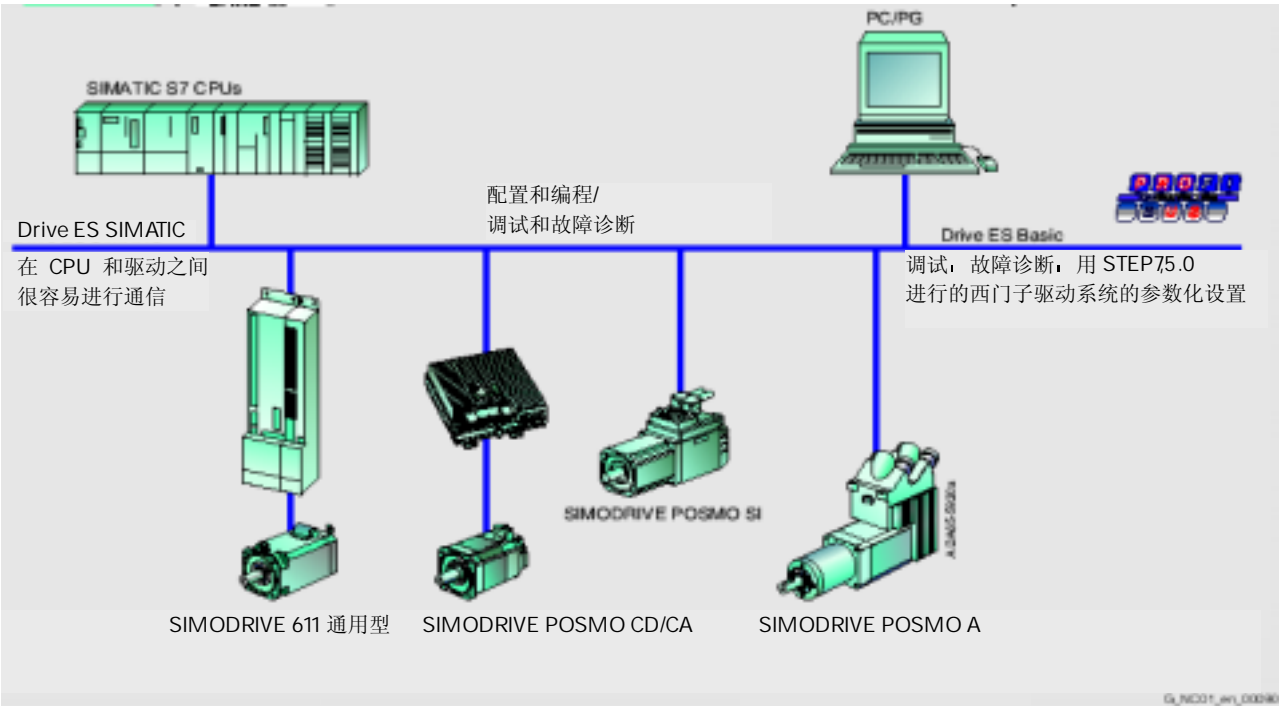 PC/PG
SIMATIC S7 CPUs
配置和编程/
调试和故障诊断
PROFI
BUS
Drive ES SIMATIC
Drive ES Basic
在 CPU 和驱动之间
很容易进行通信
调试，故障诊断，用 STEP7,5.0
进行的西门子驱动系统的参数化设置
SIMODRIVE POSMO SI
SIMODRIVE 611 通用型
SIMODRIVE POSMO CD/CA
SIMODRIVE POSMO A